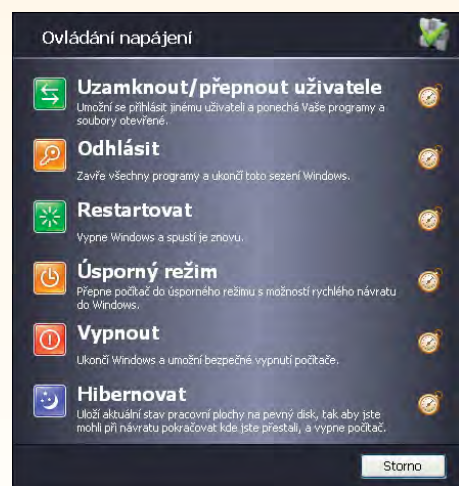 Ovládání napájení
Uzamknout/přepnout uživatele
Umožní se přihlásit jinému uživateli a ponechá Vaše programy a
soubory otevřené.
Odhlásit
Zavře všechny programy a ukončí toto sezení Windows.
Restartovat
Vypne Windows a spustí je znovu.
Úsporný režim
Přepne počítač do úsporného režimu s možností rychlého návratu
do Windows.
Vypnout
Ukončí Windows a umožní bezpečné vypnutí počítače.
Hibernovat
Uloží aktuální stav pracovní plochy na pevný disk, tak aby jste
mohli při návratu pokračovat kde jste přestali, a vypne počítač.
Storno